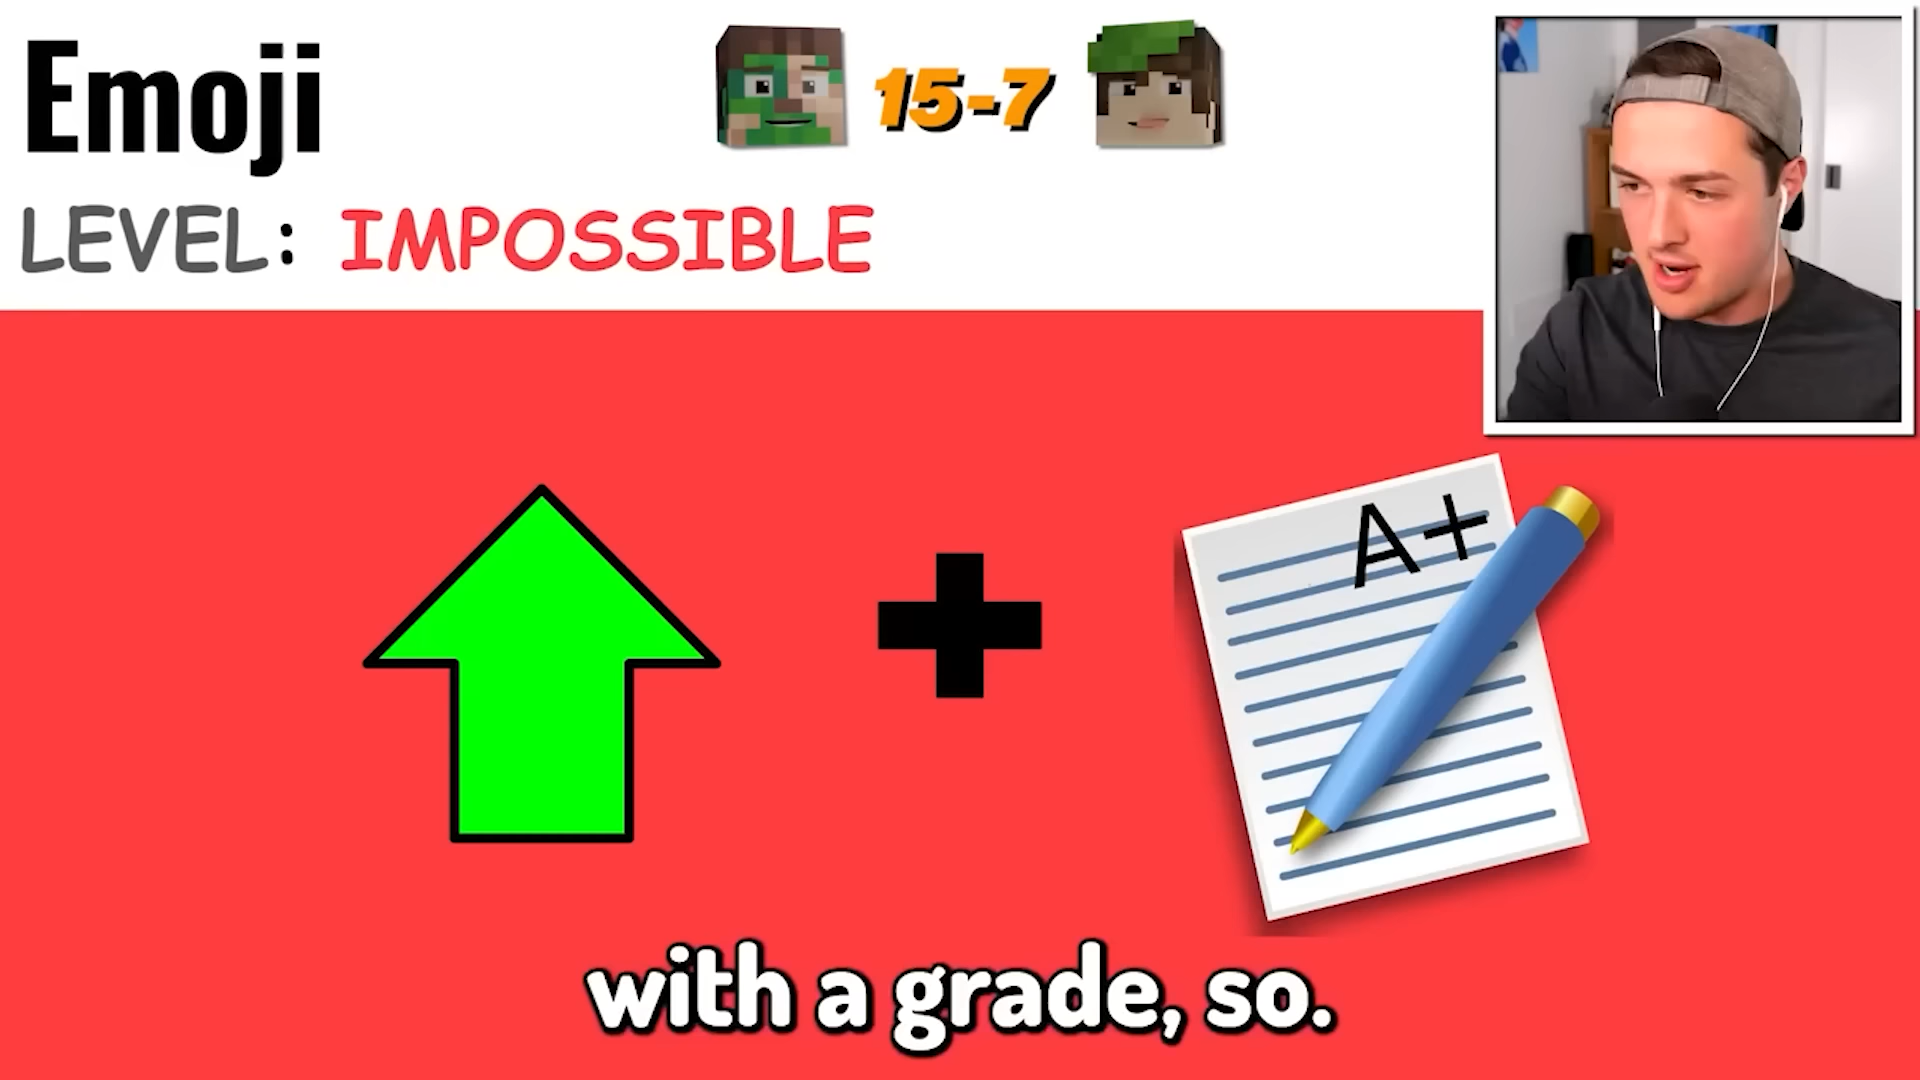 Emoji
15-7
LEVEL: IMPOSSIBLE
A+
with a grade, so.